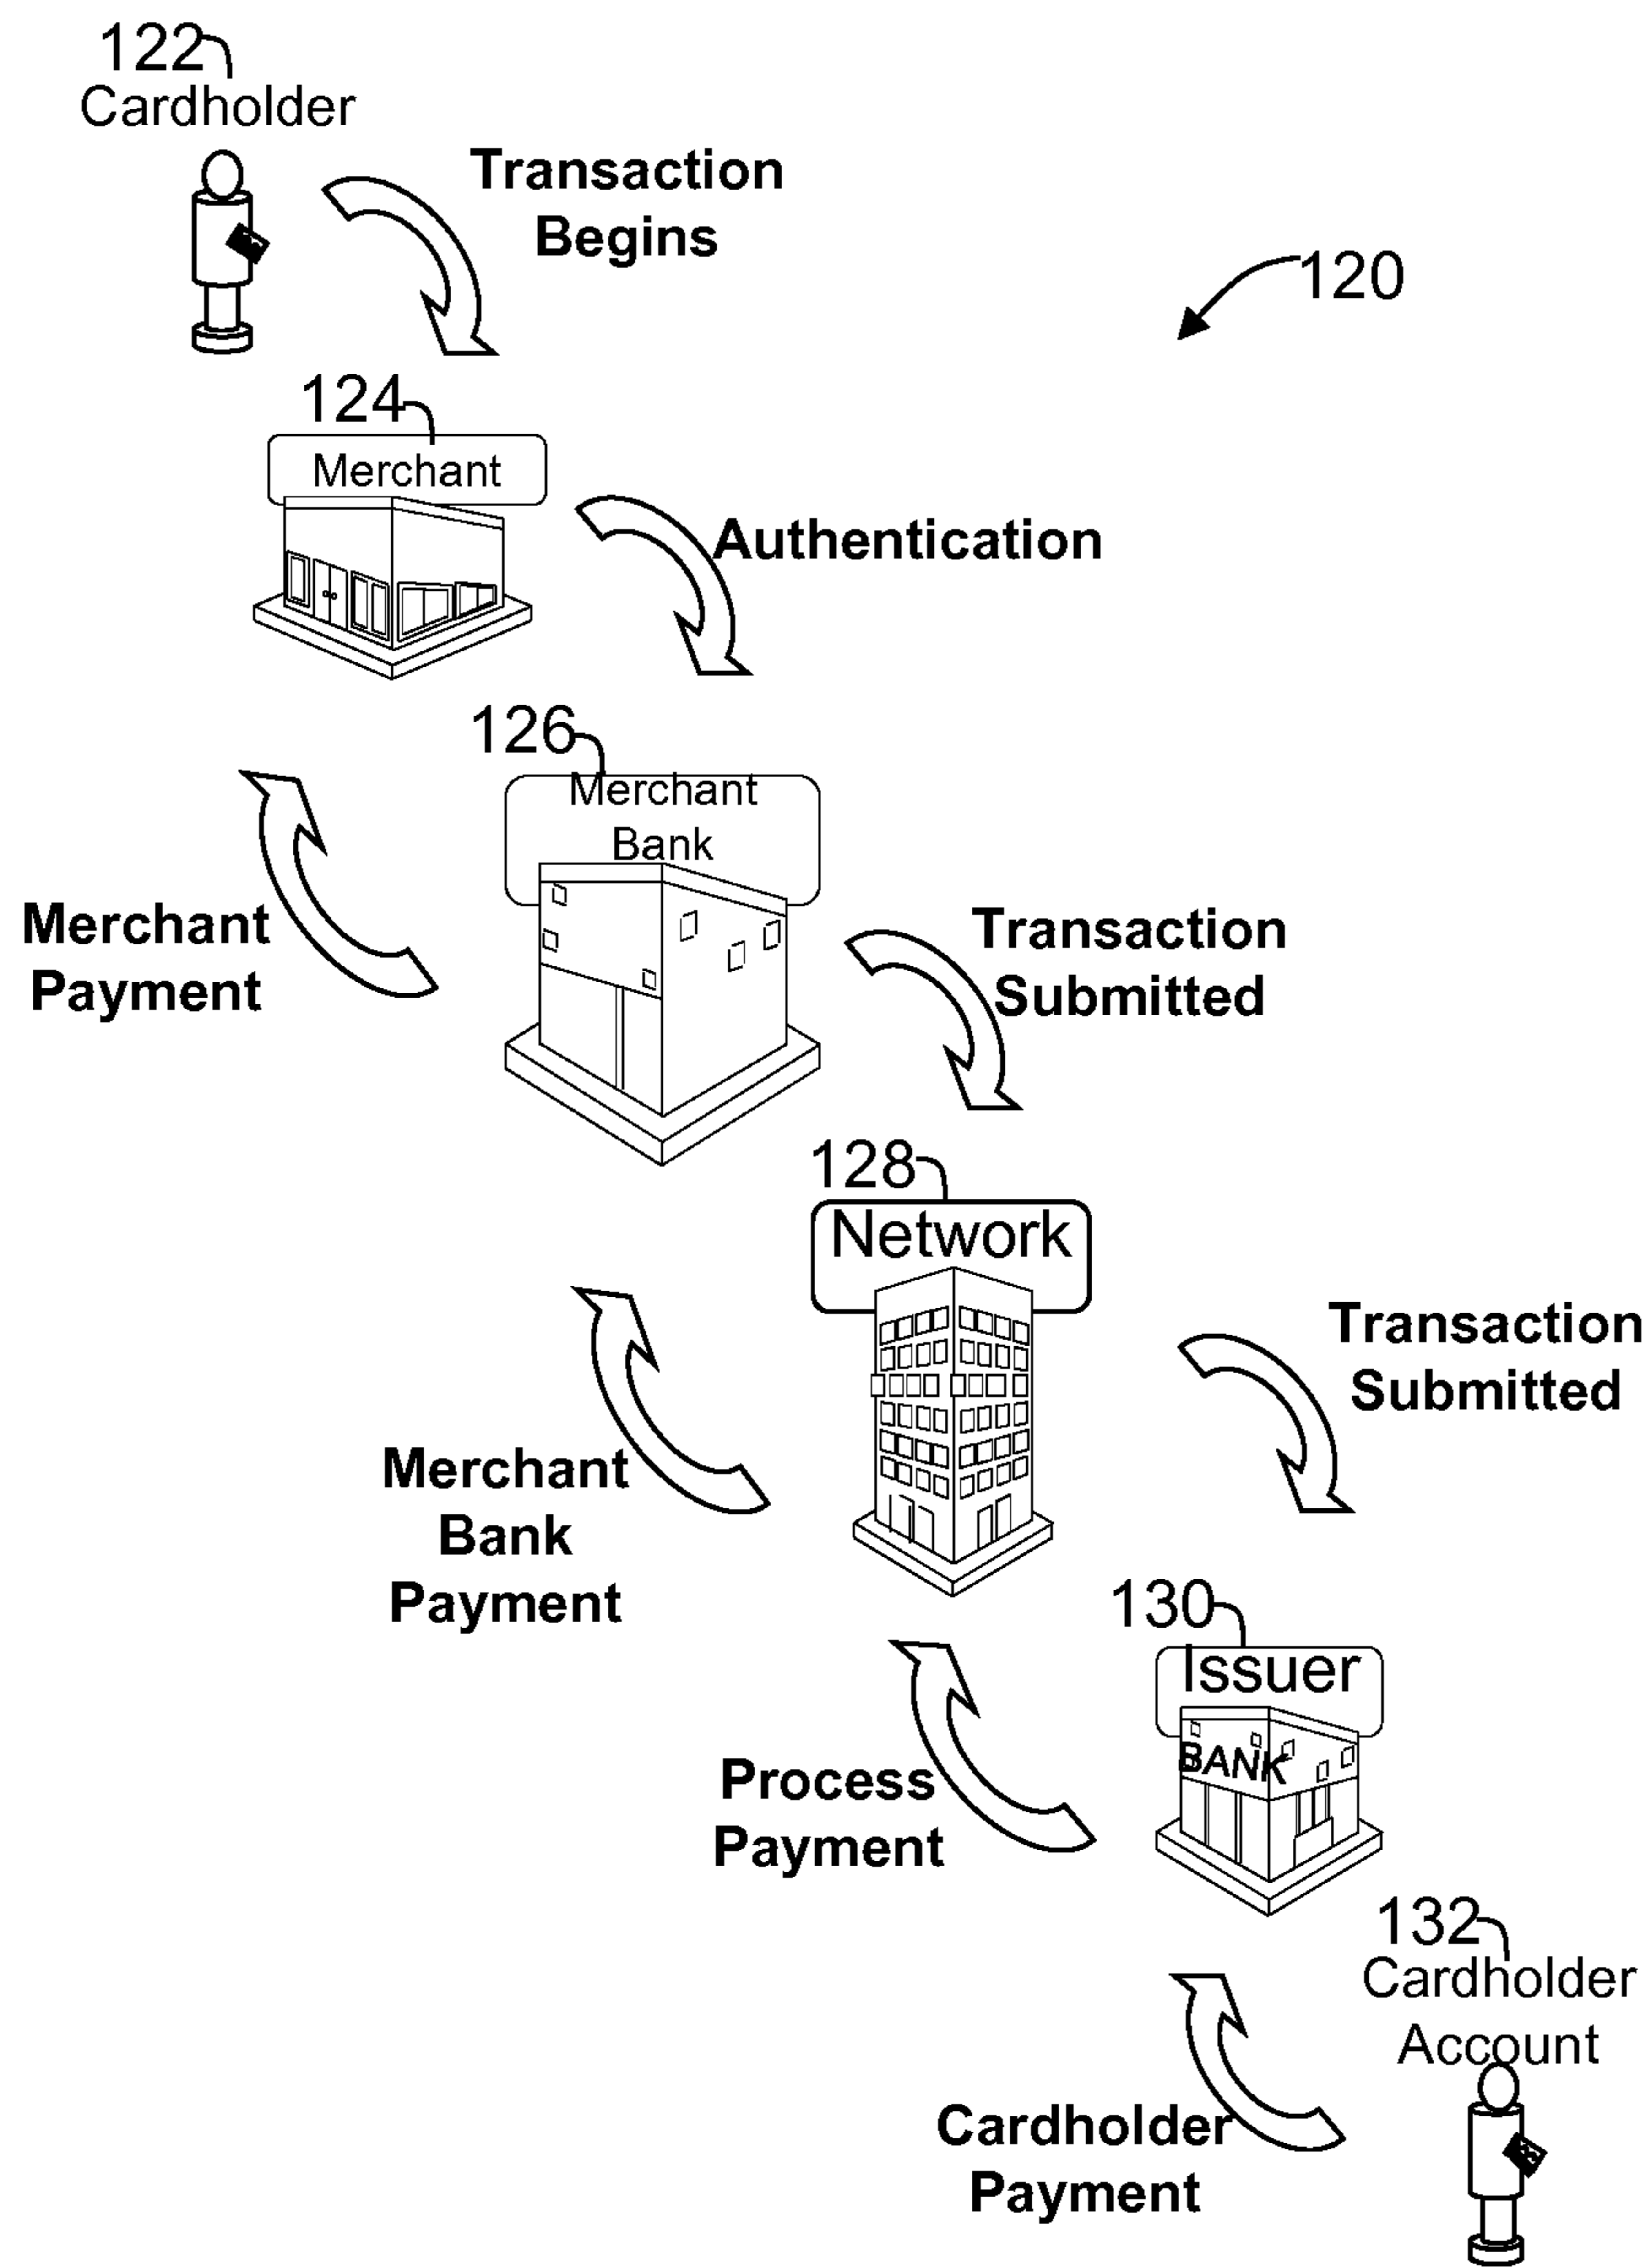 122
Cardholder
Transaction
Begins
120
124
Merchant
Authentication
126
Merchant
Bank
Merchant
Payment
Transaction
Submitted
128
Network
Transaction
Submitted
Merchant
Bank
Payment
130
Issuer
BANK
Process
Payment
132
Cardholder
Account
Cardholder
Payment